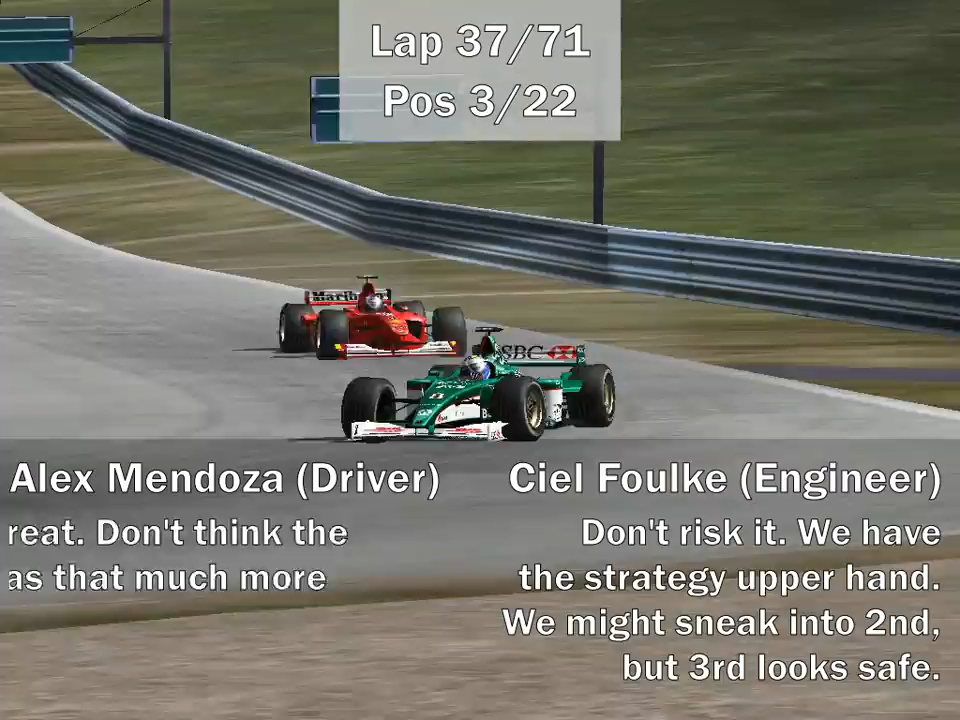 Lap 37/71
Pos 3/22
Marlb
SBC
Alex Mendoza (Driver)
reat. Don't think the
as that much more
Ciel Foulke (Engineer)
Don't risk it. We have
the strategy upper hand.
We might sneak into 2nd,
but 3rd looks safe.